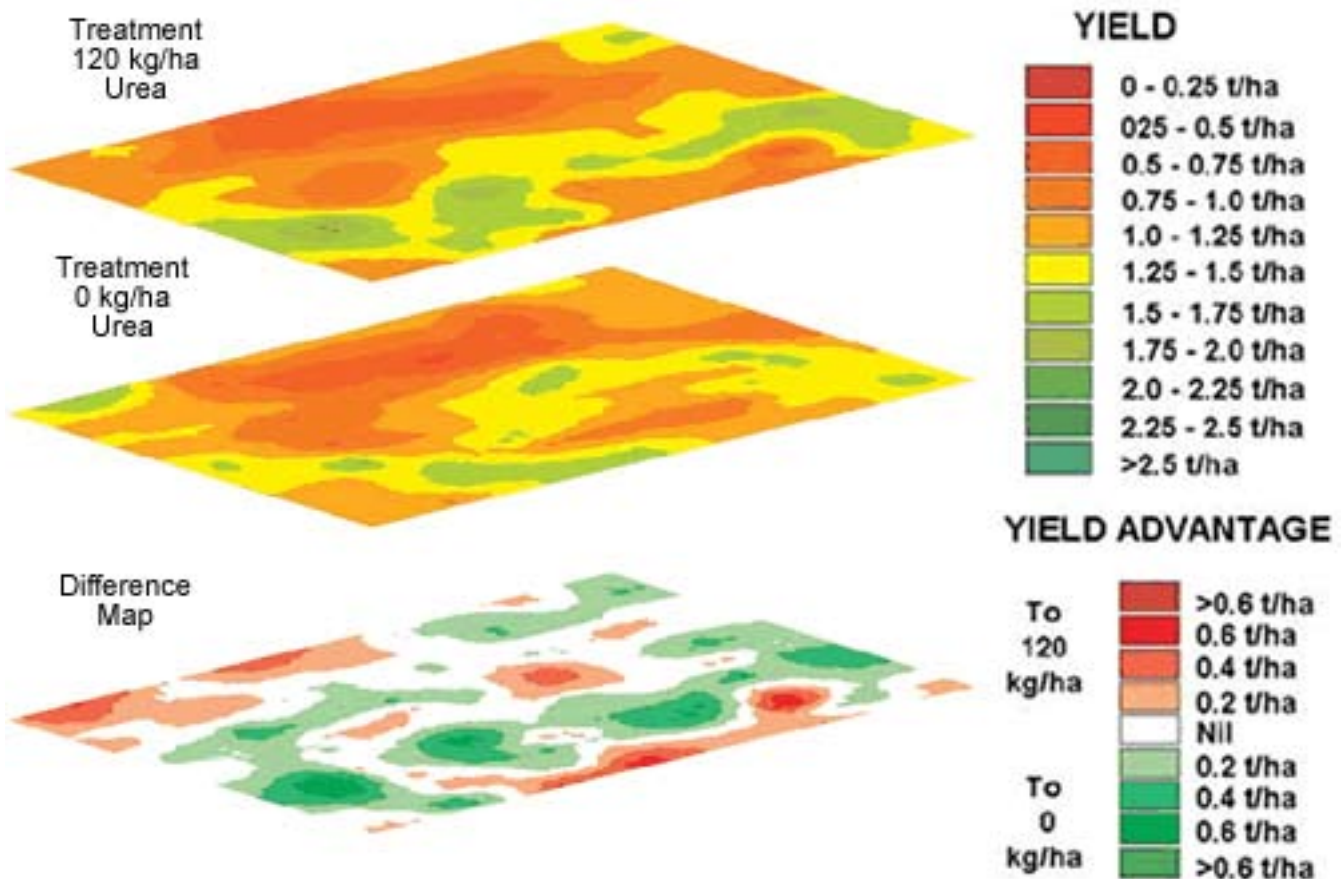 Treatment
120 kg/ha
Urea
Treatment
0 kg/ha
Urea
Difference
Map
YIELD
0 - 0.25 t/ha
025 - 0.5 t/ha
0.5 - 0.75 t/ha
0.75 - 1.0 t/ha
1.0 - 1.25 t/ha
1.25 - 1.5 t/ha
1.5 - 1.75 t/ha
1.75 - 2.0 t/ha
2.0 - 2.25 t/ha
2.25 - 2.5 t/ha
>2.5 t/ha
YIELD ADVANTAGE
To
120
kg/ha
>0.6 t/ha
0.6 t/ha
0.4 t/ha
0.2 t/ha
Nil
To
0
kg/ha
0.2 t/ha
0.4 t/ha
0.6 t/ha
>0.6 t/ha